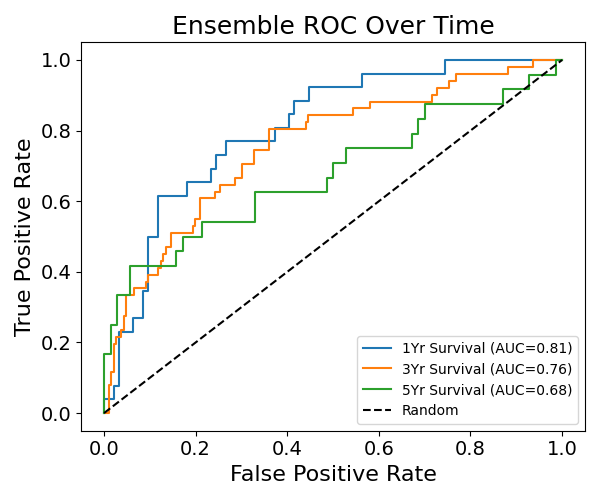 Ensemble ROC Over Time
True Positive Rate
1.0
0.8
0.6
0.4
0.2
0.0
1Yr Survival (AUC=0.81)
3Yr Survival (AUC=0.76)
5Yr Survival (AUC=0.68)
Random
0.0 0.2 0.4 0.6 0.8 1.0
False Positive Rate